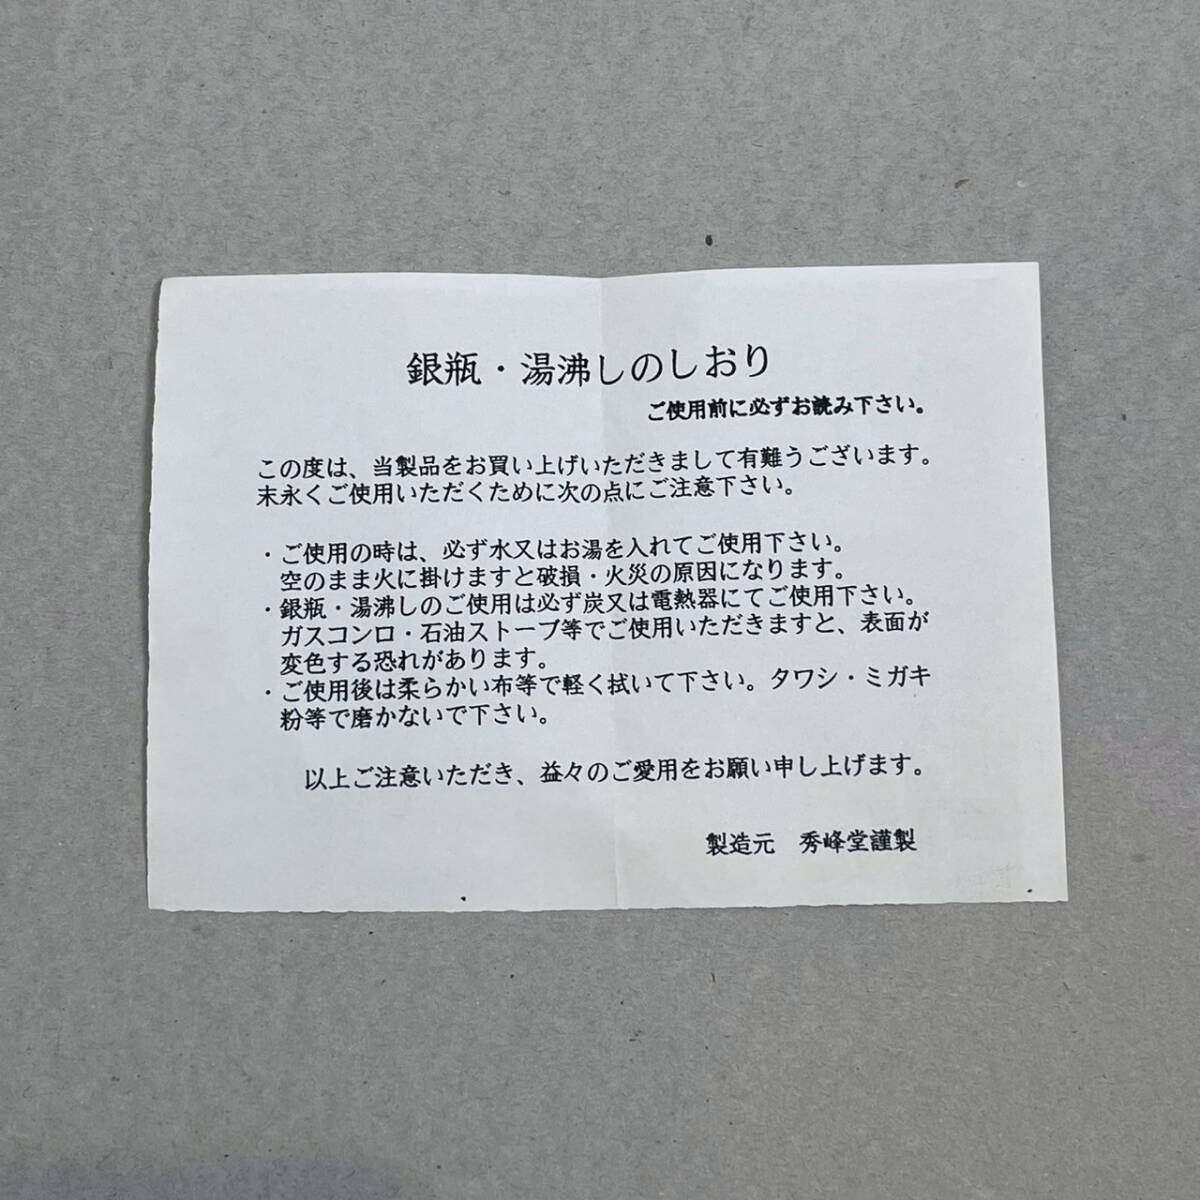 銀瓶・湯沸しのしおり
ご使用前に必ずお読み下さい。
この度は、当製品をお買い上げいただきまして有難うございます。
末永くご使用いただくために次の点にご注意下さい。
・ご使用の時は、必ず水又はお湯を入れてご使用下さい。
空のまま火に掛けますと破損・火災の原因になります。
・銀瓶・湯沸しのご使用は必ず炭又は電熱器にてご使用下さい。
ガスコンロ・石油ストーブ等でご使用いただきますと、表面が
変色する恐れがあります。
・ご使用後は柔らかい布等で軽く拭いて下さい。タワシ・ミガキ
粉等で磨かないで下さい。
以上ご注意いただき、益々のご愛用をお願い申し上げます。
製造元　秀峰堂謹製